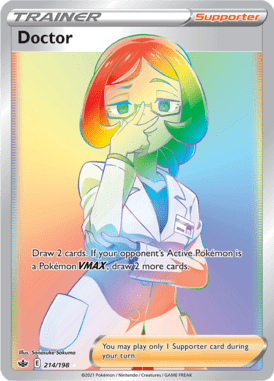 TRAINER Supporter
Doctor
Draw 2 cards. If your opponent's Active Pokémon is
a Pokémon VMAX, draw 2 more cards.
Illus. Sanosuke Sakuma
You may play only 1 Supporter card during
your turn.
E 214/198
©2021 Pokémon / Nintendo / Creatures / GAME FREAK